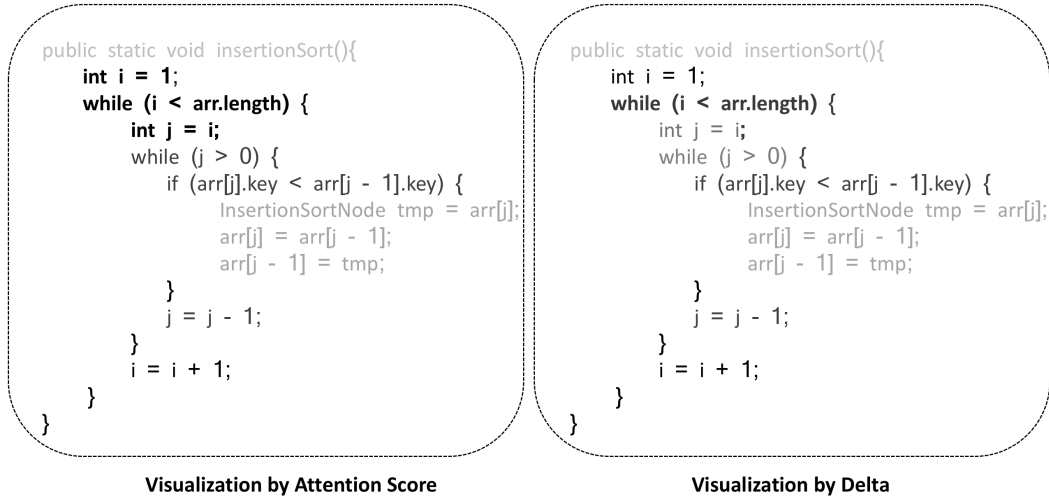 public static void insertionSort(){
int i = 1;
while (i < arr.length) {
int j = i;
while (j > 0) {
if (arr[j].key < arr[j - 1].key) {
InsertionSortNode tmp = arr[j];
arr[j] = arr[j - 1];
arr[j - 1] = tmp;
}
j = j - 1;
}
i = i + 1;
}
}
Visualization by Attention Score
public static void insertionSort(){
int i = 1;
while (i < arr.length) {
int j = i;
while (j > 0) {
if (arr[j].key < arr[j - 1].key) {
InsertionSortNode tmp = arr[j];
arr[j] = arr[j - 1];
arr[j - 1] = tmp;
}
j = j - 1;
}
i = i + 1;
}
}
Visualization by Delta